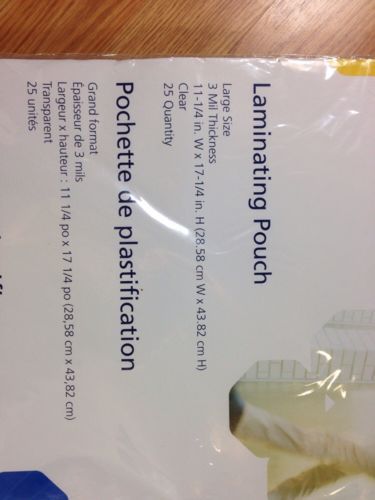 Laminating Pouch
Large Size
3 Mil Thickness
11-1/4 in. W x 17-1/4 in. H (28.58 cm W x 43.82 cm H)
Clear
25 Quantity
Pochette de plastification
Grand format
Épaisseur de 3 mils
Largeur x hauteur : 11 1/4 po x 17 1/4 po (28,58 cm x 43,82 cm)
Transparent
25 unités